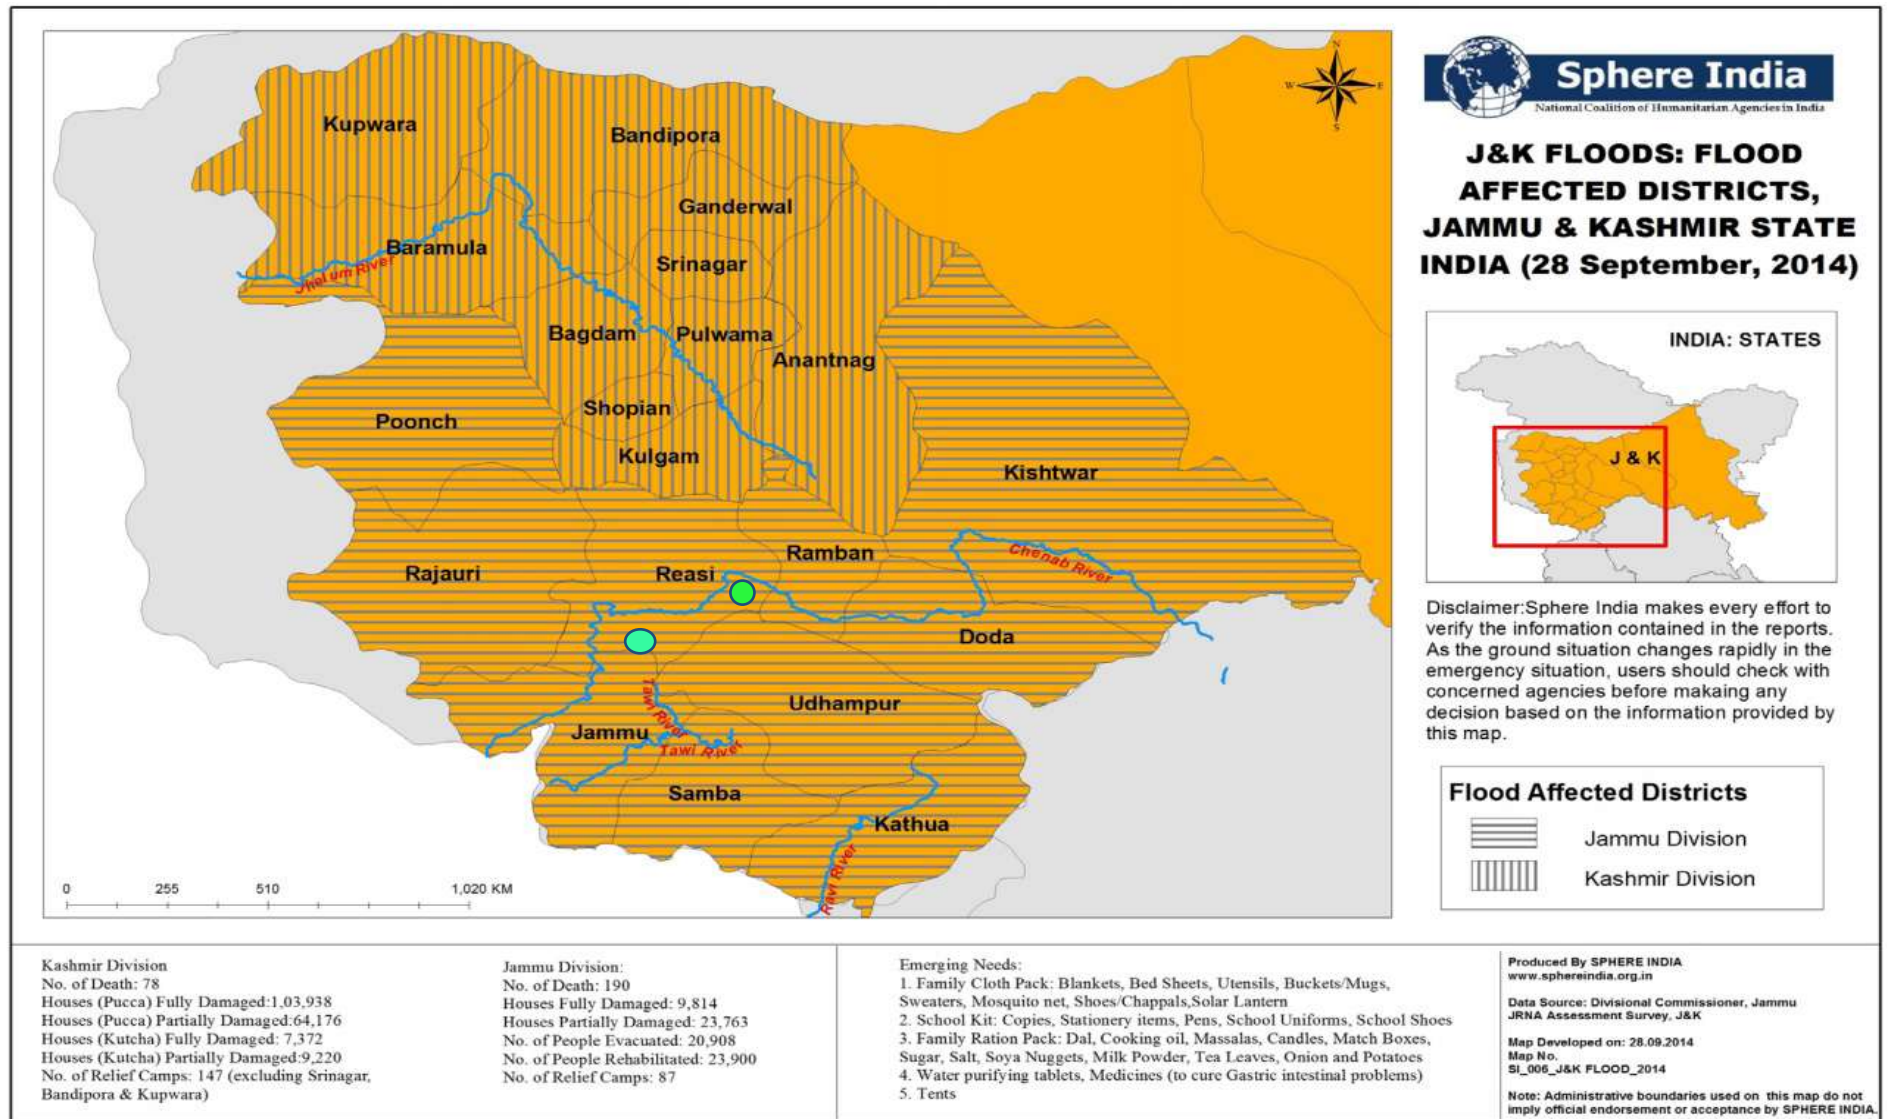 Sphere India
National Coalition of Humanitarian Agencies in India
J&K FLOODS: FLOOD
AFFECTED DISTRICTS,
JAMMU & KASHMIR STATE
INDIA (28 September, 2014)
N
W
E
S
Kupwara
Bandipora
Ganderwal
Baramula
Jhelum River
Srinagar
Bagdam
Pulwama
Anantnag
Shopian
Poonch
Kulgam
Kishtwar
Ramban
Chenab River
Rajauri
Reasi
Doda
Tawi River
Udhampur
Jammu
Tawi River
Samba
Kathua
Ravi River
0 255 510 1,020 KM
INDIA: STATES
J & K
Disclaimer:Sphere India makes every effort to
verify the information contained in the reports.
As the ground situation changes rapidly in the
emergency situation, users should check with
concerned agencies before makaing any
decision based on the information provided by
this map.
Flood Affected Districts
Jammu Division
Kashmir Division
Kashmir Division
No. of Death: 78
Houses (Pucca) Fully Damaged:1,03,938
Houses (Pucca) Partially Damaged:64,176
Houses (Kutcha) Fully Damaged: 7,372
Houses (Kutcha) Partially Damaged:9,220
No. of Relief Camps: 147 (excluding Srinagar,
Bandipora & Kupwara)
Jammu Division:
No. of Death: 190
Houses Fully Damaged: 9,814
Houses Partially Damaged: 23,763
No. of People Evacuated: 20,908
No. of People Rehabilitated: 23,900
No. of Relief Camps: 87
Emerging Needs:
1. Family Cloth Pack: Blankets, Bed Sheets, Utensils, Buckets/Mugs,
Sweaters, Mosquito net, Shoes/Chappals,Solar Lantern
2. School Kit: Copies, Stationery items, Pens, School Uniforms, School Shoes
3. Family Ration Pack: Dal, Cooking oil, Massalas, Candles, Match Boxes,
Sugar, Salt, Soya Nuggets, Milk Powder, Tea Leaves, Onion and Potatoes
4. Water purifying tablets, Medicines (to cure Gastric intestinal problems)
5. Tents
Produced By SPHERE INDIA
www.sphereindia.org.in
Data Source: Divisional Commissioner, Jammu
JRNA Assessment Survey, J&K
Map Developed on: 28.09.2014
Map No.
SI_006_J&K FLOOD_2014
Note: Administrative boundaries used on this map do not
imply official endorsement or acceptance by SPHERE INDIA.